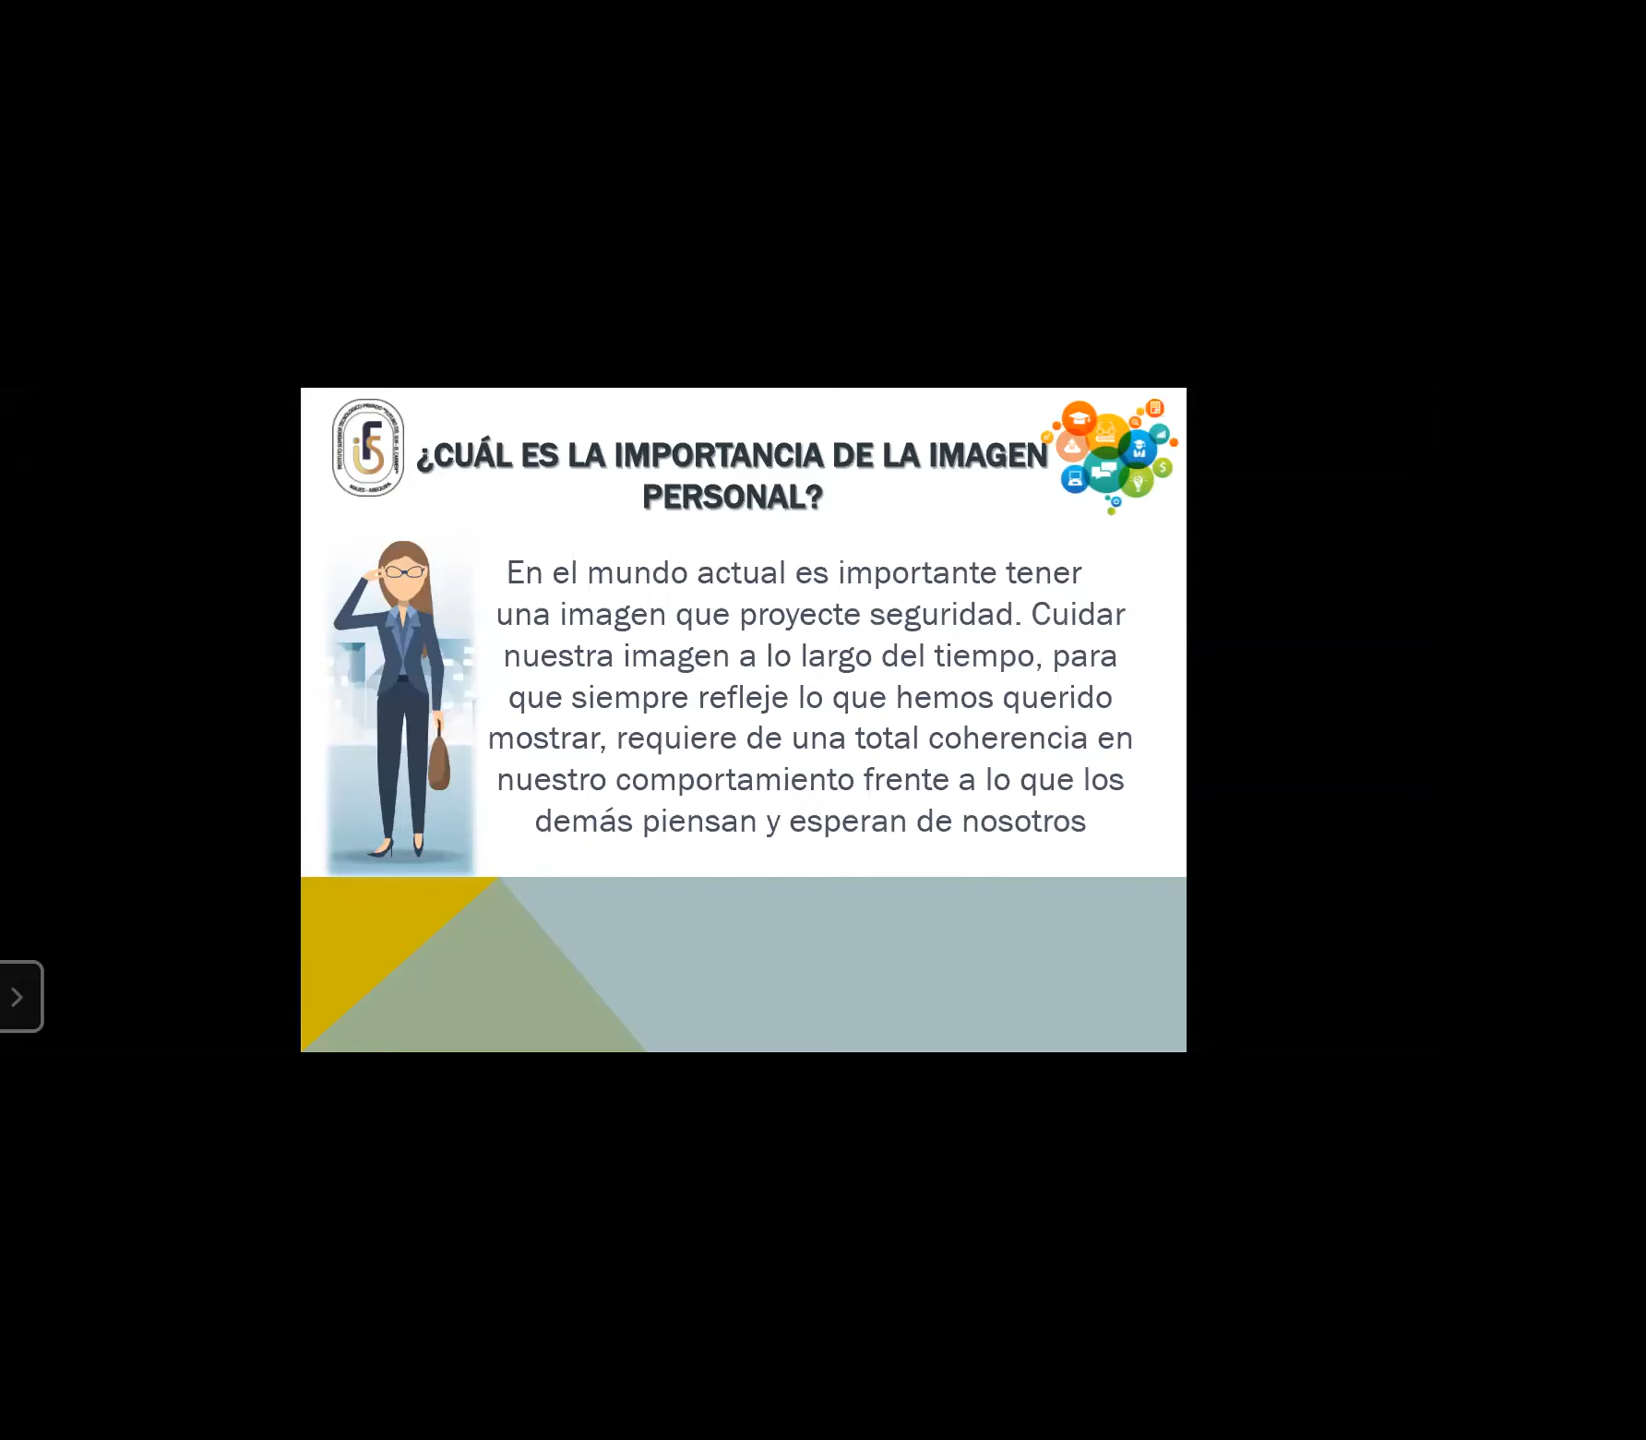 ¿CUÁL ES LA IMPORTANCIA DE LA IMAGEN
PERSONAL?
En el mundo actual es importante tener
una imagen que proyecte seguridad. Cuidar
nuestra imagen a lo largo del tiempo, para
que siempre refleje lo que hemos querido
mostrar, requiere de una total coherencia en
nuestro comportamiento frente a lo que los
demás piensan y esperan de nosotros